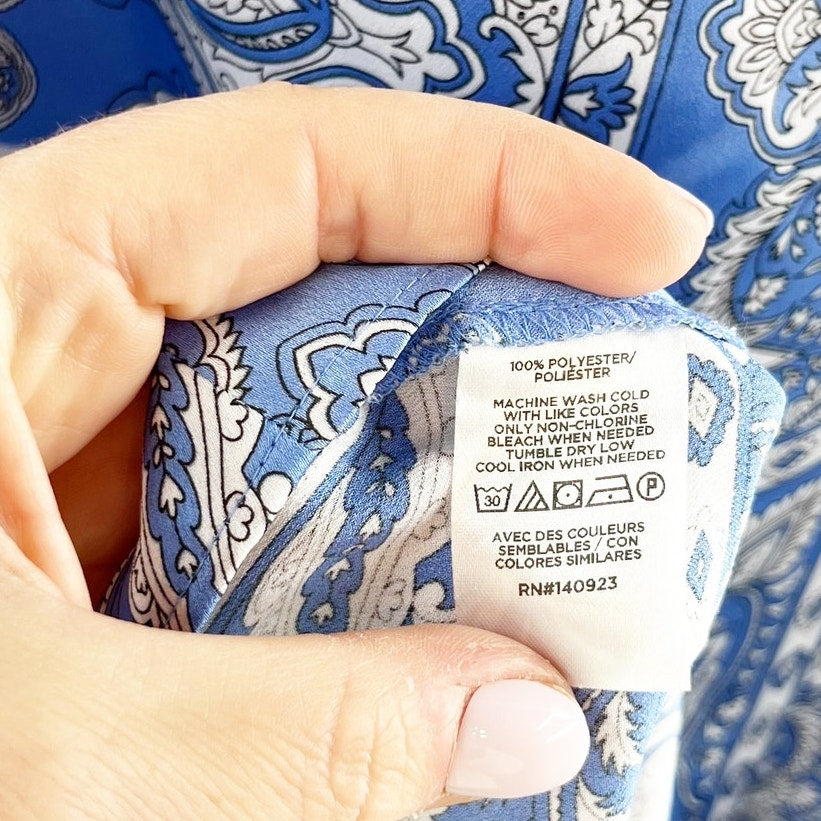 100% POLYESTER/
POLIÉSTER
MACHINE WASH COLD
WITH LIKE COLORS
ONLY NON-CHLORINE
BLEACH WHEN NEEDED
TUMBLE DRY LOW
COOL IRON WHEN NEEDED
30 P
AVEC DES COULEURS
SEMBLABLES / CON
COLORES SIMILARES
RN#140923